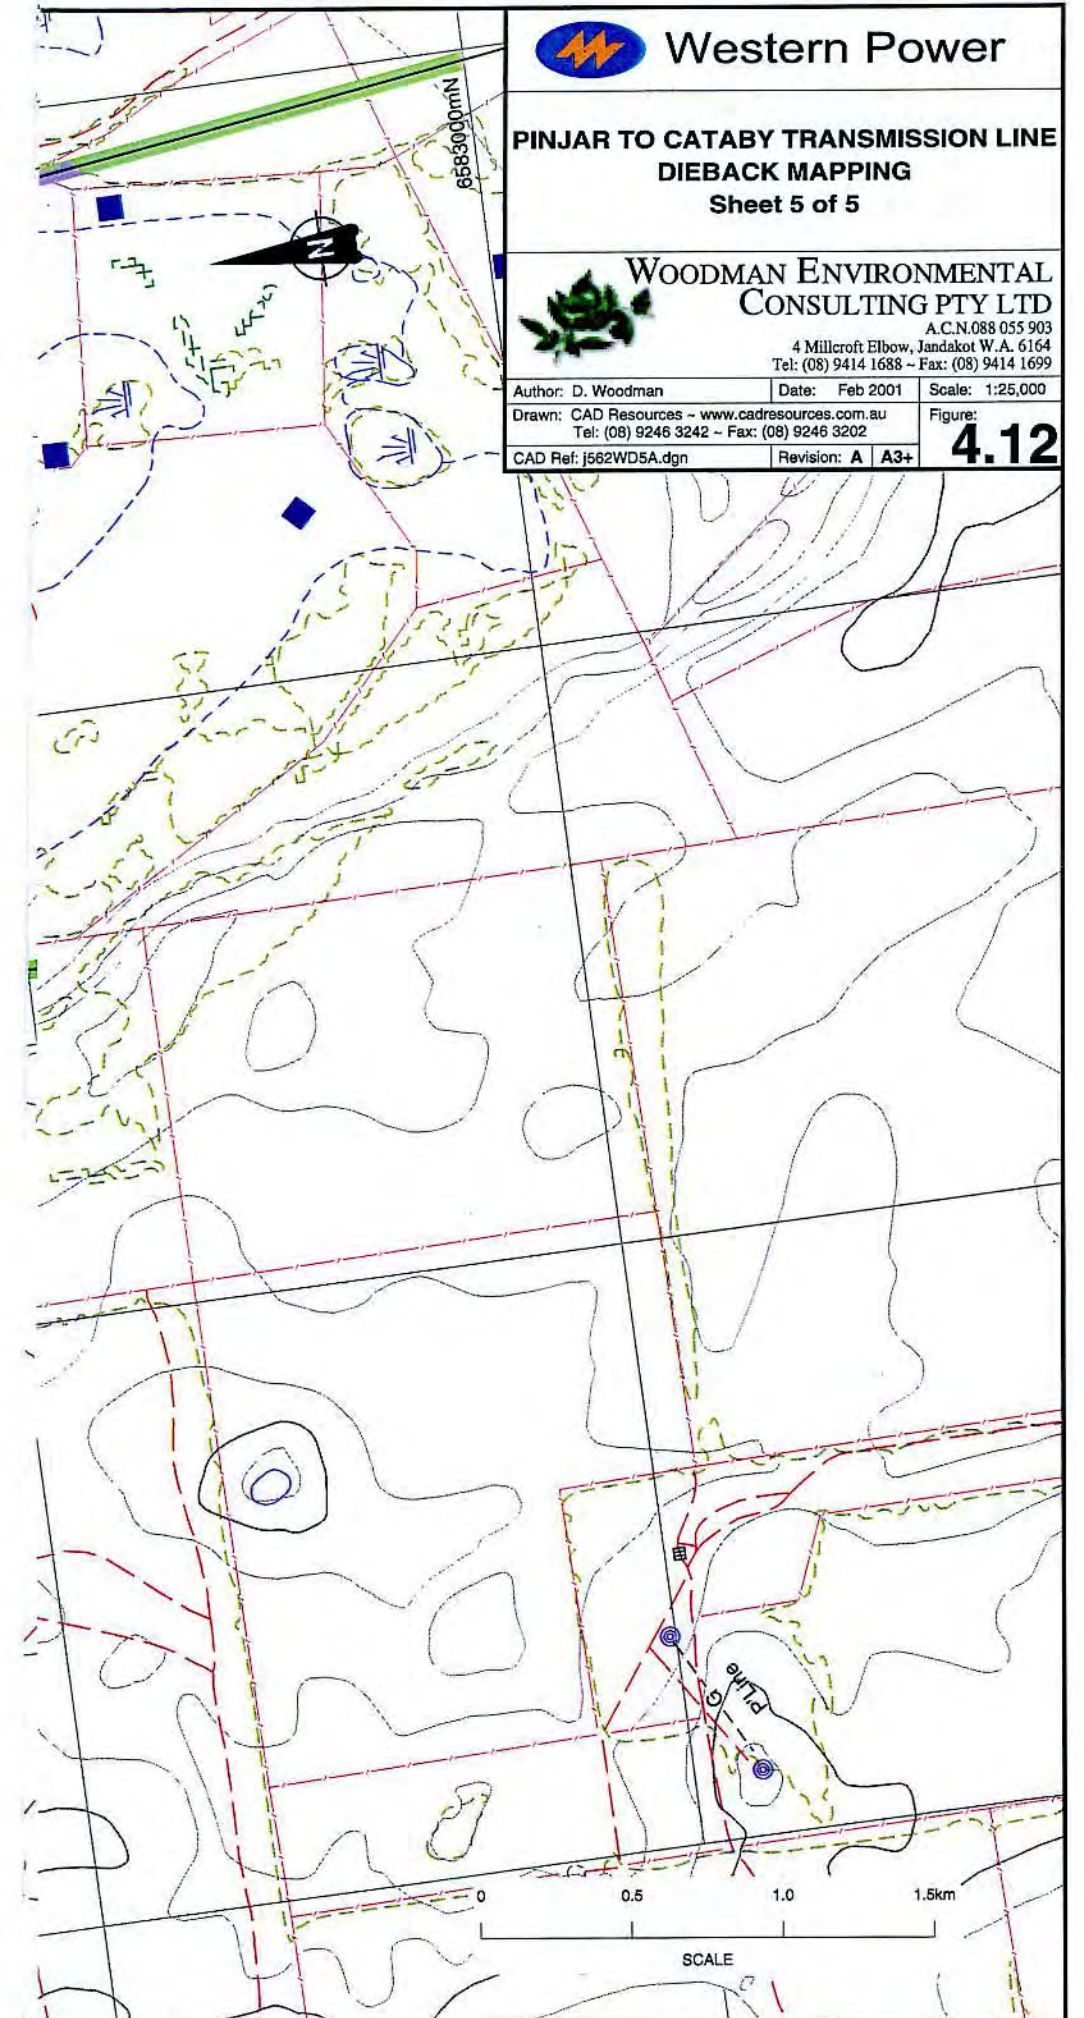 Western Power
PINJAR TO CATABY TRANSMISSION LINE
DIEBACK MAPPING
Sheet 5 of 5
WOODMAN ENVIRONMENTAL
CONSULTING PTY LTD
A.C.N.088 055 903
4 Millcroft Elbow, Jandakot W.A. 6164
Tel: (08) 9414 1688 ~ Fax: (08) 9414 1699
Author: D. Woodman
Date: Feb 2001
Scale: 1:25,000
Drawn: CAD Resources ~ www.cadresources.com.au
Tel: (08) 9246 3242 ~ Fax: (08) 9246 3202
Figure:
4.12
CAD Ref: j562WD5A.dgn
Revision: A
A3+
6583000mN
N
G P'Line
0 0.5 1.0 1.5km
SCALE